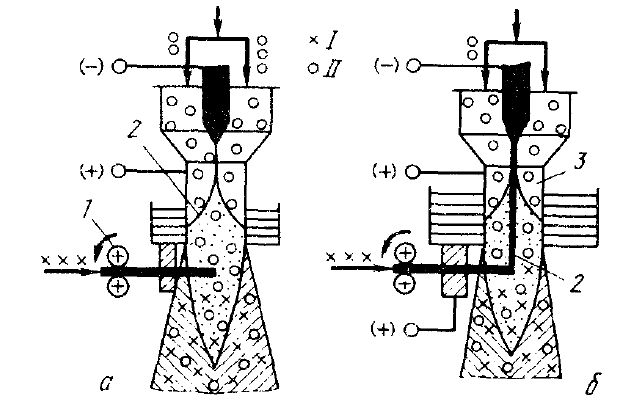 × I
○ II
(−)
(+)
2
1
× × ×
а
(−)
(+)
3
2
× × ×
(+)
б